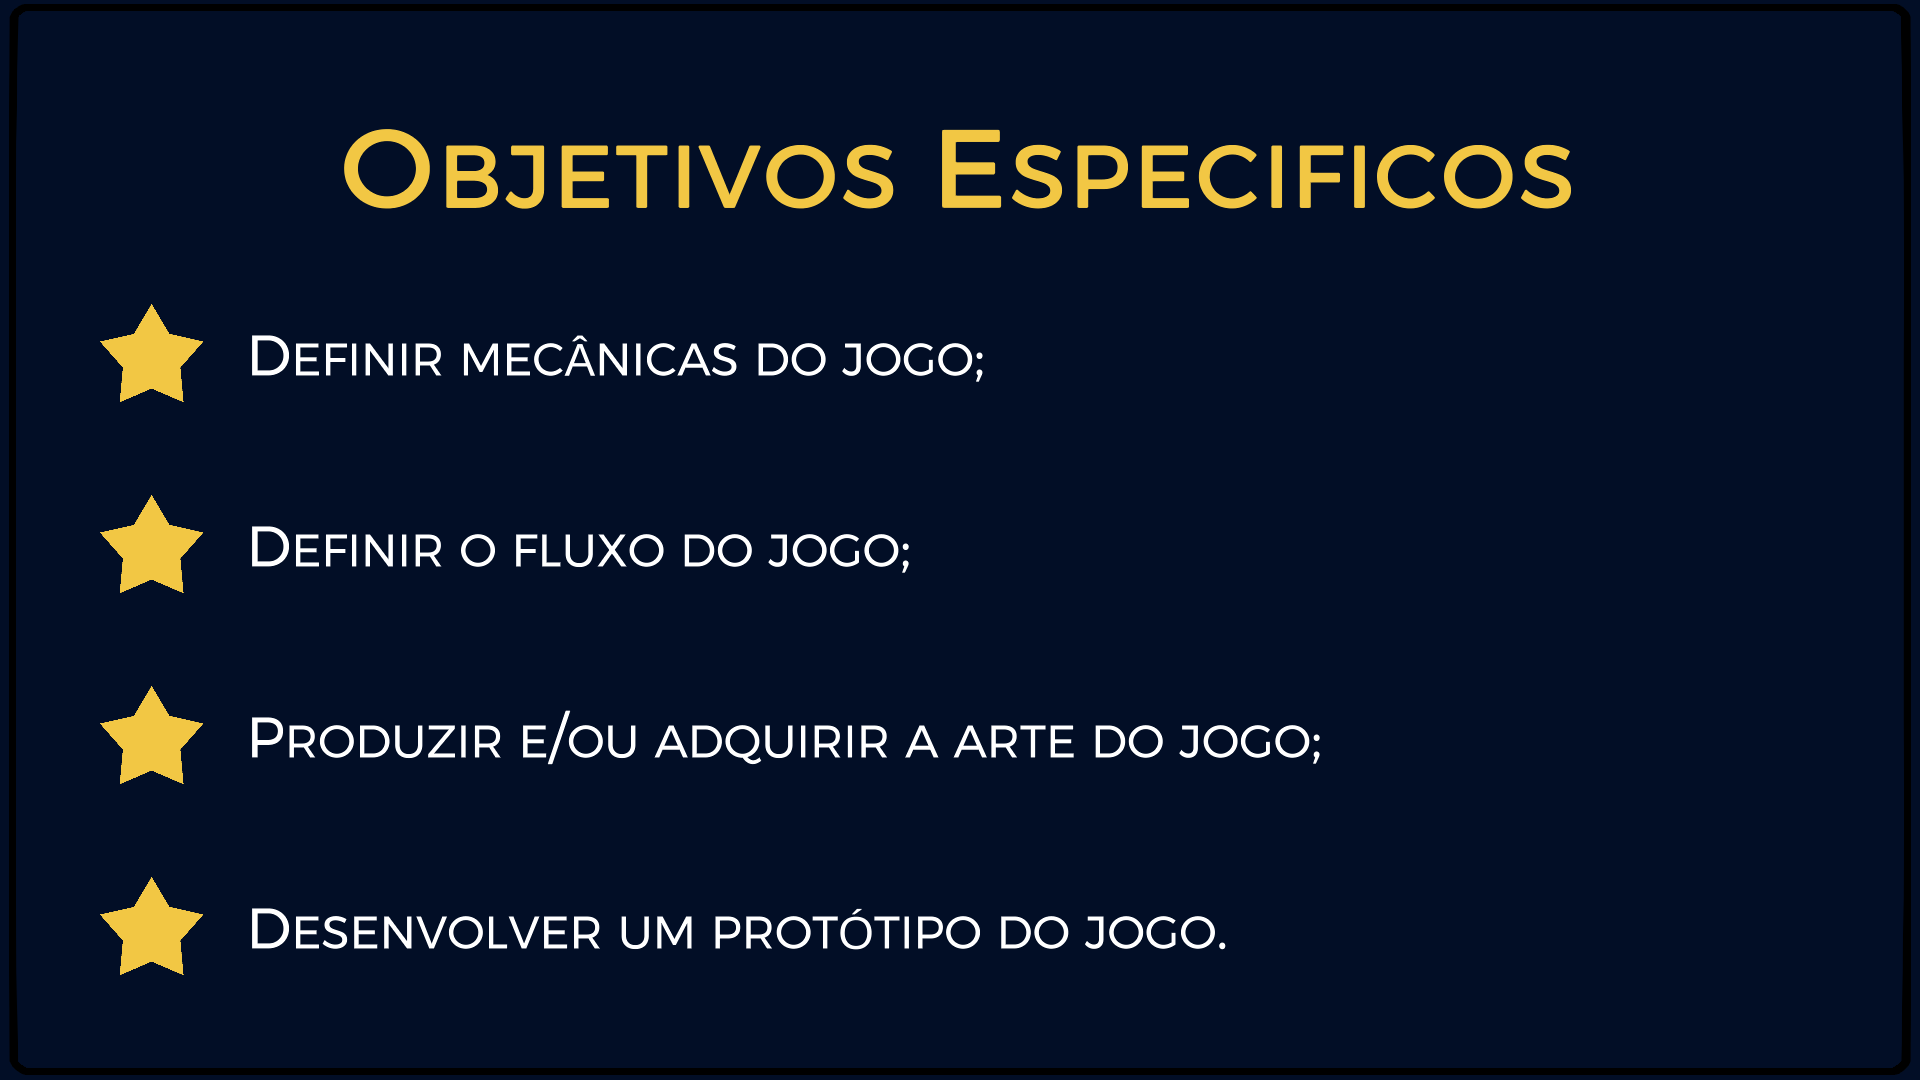 Objetivos Especificos
Definir mecânicas do jogo;
Definir o fluxo do jogo;
Produzir e/ou adquirir a arte do jogo;
Desenvolver um protótipo do jogo.